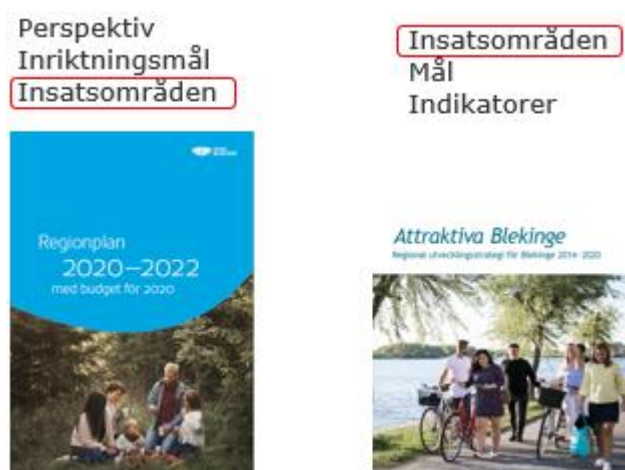 Perspektiv
Inriktningsmål
Insatsområden
Regionplan
2020–2022
med budget för 2020
Insatsområden
Mål
Indikatorer
Attraktiva Blekinge
Regional utvecklingsstrategi för Blekinge 2014–2020